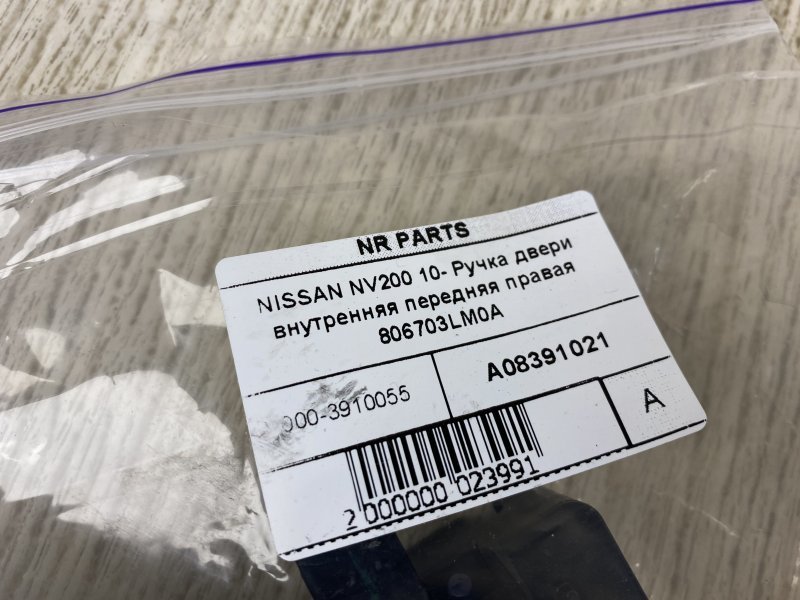 NR PARTS
NISSAN NV200 10- Ручка двери
внутренняя передняя правая
806703LM0A
000-3910055
A08391021
A
2 000000 023991